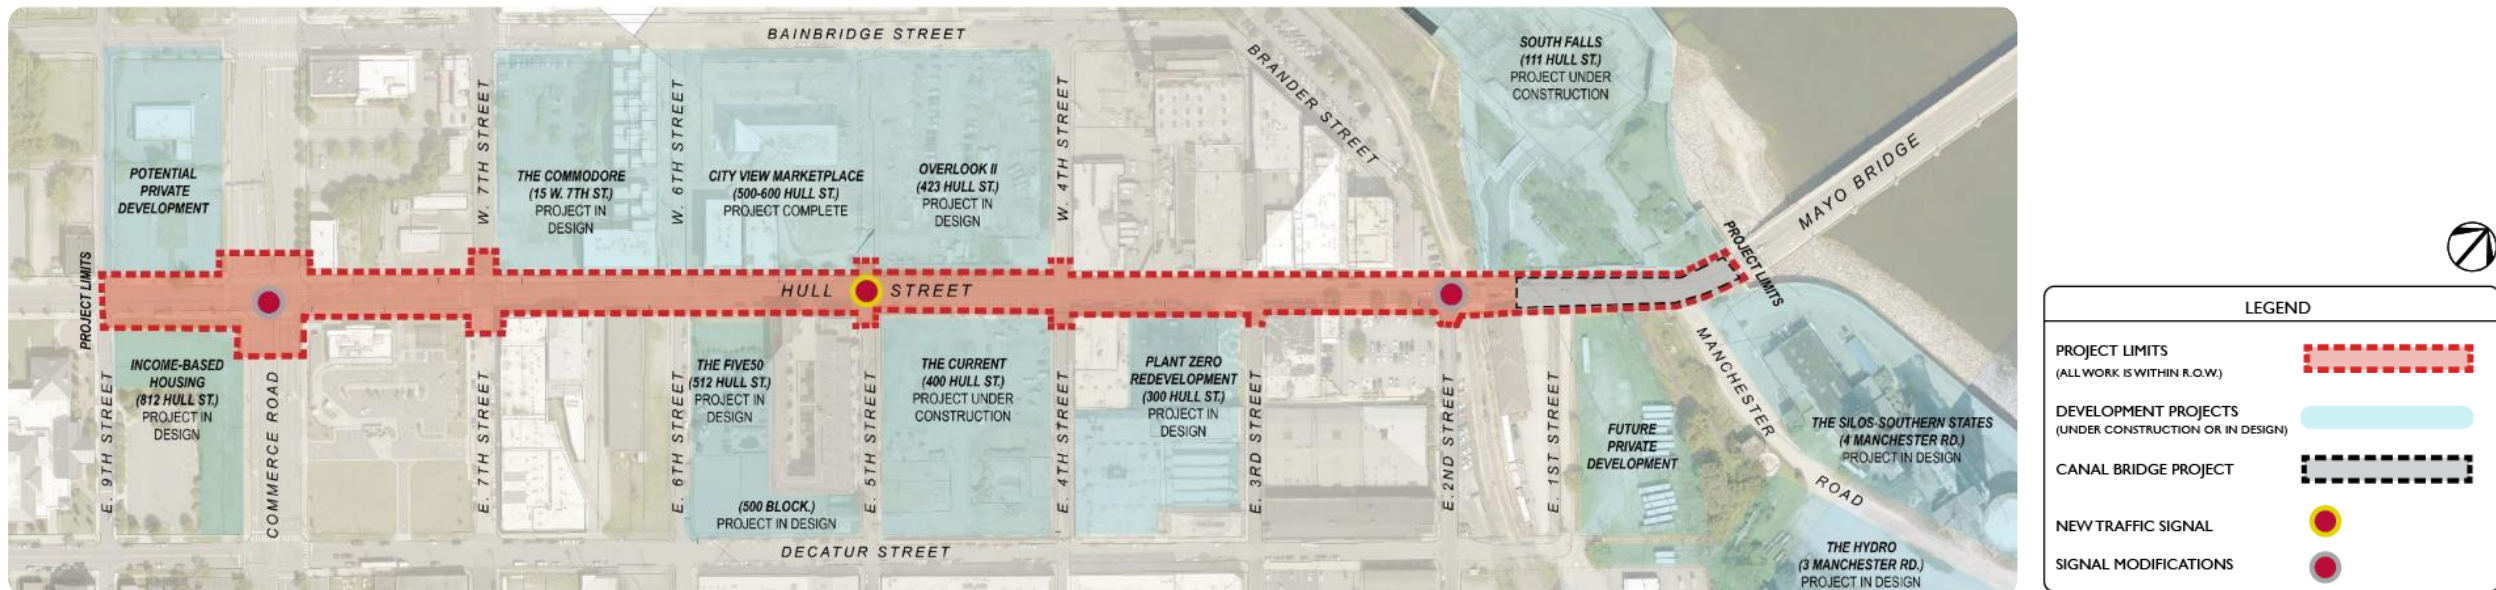 BAINBRIDGE STREET
BRANDER STREET
SOUTH FALLS
(111 HULL ST.)
PROJECT UNDER
CONSTRUCTION
MAYO BRIDGE
POTENTIAL
PRIVATE
DEVELOPMENT
W. 7TH STREET
THE COMMODORE
(15 W. 7TH ST.)
PROJECT IN
DESIGN
W. 6TH STREET
CITY VIEW MARKETPLACE
(500-600 HULL ST.)
PROJECT COMPLETE
OVERLOOK II
(423 HULL ST.)
PROJECT IN
DESIGN
W. 4TH STREET
PROJECT LIMITS
HULL STREET
PROJECT LIMITS
E. 9TH STREET
INCOME-BASED
HOUSING
(812 HULL ST.)
PROJECT IN
DESIGN
COMMERCE ROAD
E. 7TH STREET
E. 6TH STREET
THE FIVE50
(512 HULL ST.)
PROJECT IN
DESIGN
(500 BLOCK.)
PROJECT IN DESIGN
E. 5TH STREET
THE CURRENT
(400 HULL ST.)
PROJECT UNDER
CONSTRUCTION
E. 4TH STREET
PLANT ZERO
REDEVELOPMENT
(300 HULL ST.)
PROJECT IN
DESIGN
E. 3RD STREET
E. 2ND STREET
E. 1ST STREET
FUTURE
PRIVATE
DEVELOPMENT
MANCHESTER ROAD
THE SILOS-SOUTHERN STATES
(4 MANCHESTER RD.)
PROJECT IN DESIGN
THE HYDRO
(3 MANCHESTER RD.)
PROJECT IN DESIGN
DECATUR STREET
LEGEND
PROJECT LIMITS
(ALL WORK IS WITHIN R.O.W.)
DEVELOPMENT PROJECTS
(UNDER CONSTRUCTION OR IN DESIGN)
CANAL BRIDGE PROJECT
NEW TRAFFIC SIGNAL
SIGNAL MODIFICATIONS